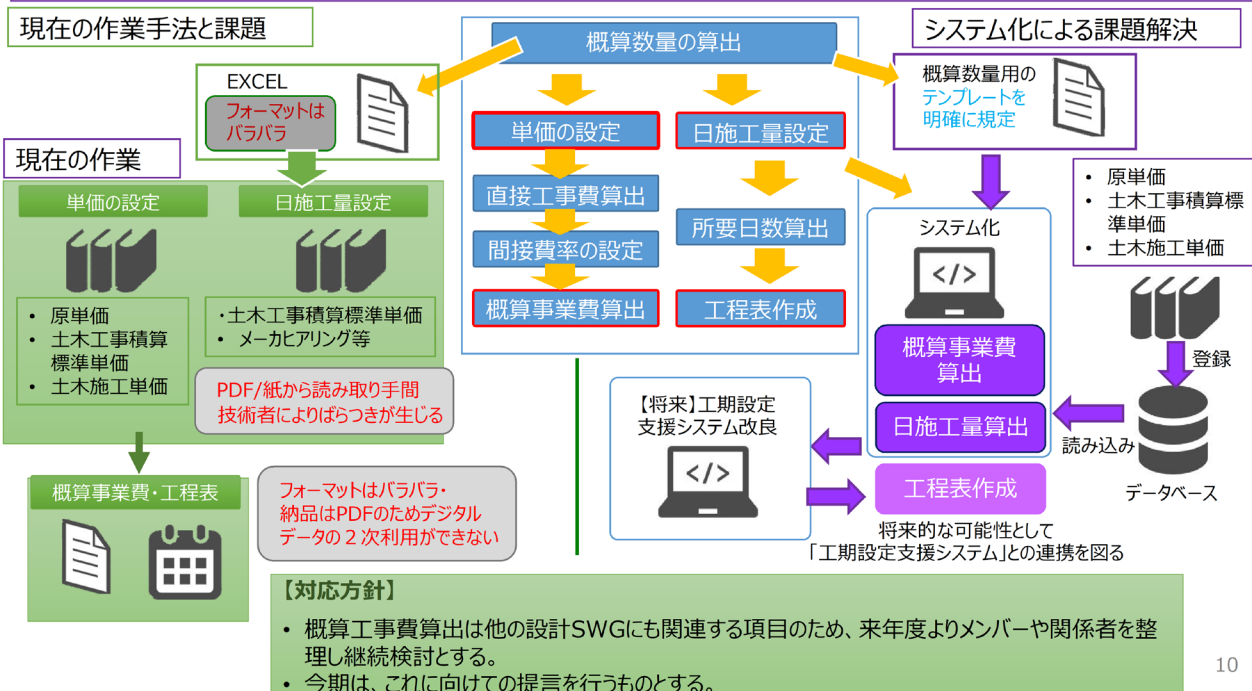 現在の作業手法と課題
概算数量の算出
システム化による課題解決
EXCEL
フォーマットは
バラバラ
概算数量用の
テンプレートを
明確に規定
現在の作業
単価の設定
日施工量設定
・原単価
・土木工事積算
標準単価
・土木施工単価
・土木工事積算標準単価
・メーカヒアリング等
PDF/紙から読み取り手間
技術者によりばらつきが生じる
概算事業費・工程表
フォーマットはバラバラ・
納品はPDFのためデジタル
データの２次利用ができない
単価の設定
直接工事費算出
間接費率の設定
概算事業費算出
日施工量設定
所要日数算出
工程表作成
システム化
</>
概算事業費
算出
日施工量算出
工程表作成
• 原単価
• 土木工事積算標
準単価
• 土木施工単価
登録
読み込み
データベース
【将来】工期設定
支援システム改良
</>
将来的な可能性として
「工期設定支援システム」との連携を図る
【対応方針】
• 概算工事費算出は他の設計SWGにも関連する項目のため、来年度よりメンバーや関係者を整
理し継続検討とする。
• 今期は、これに向けての提言を行うものとする。
10